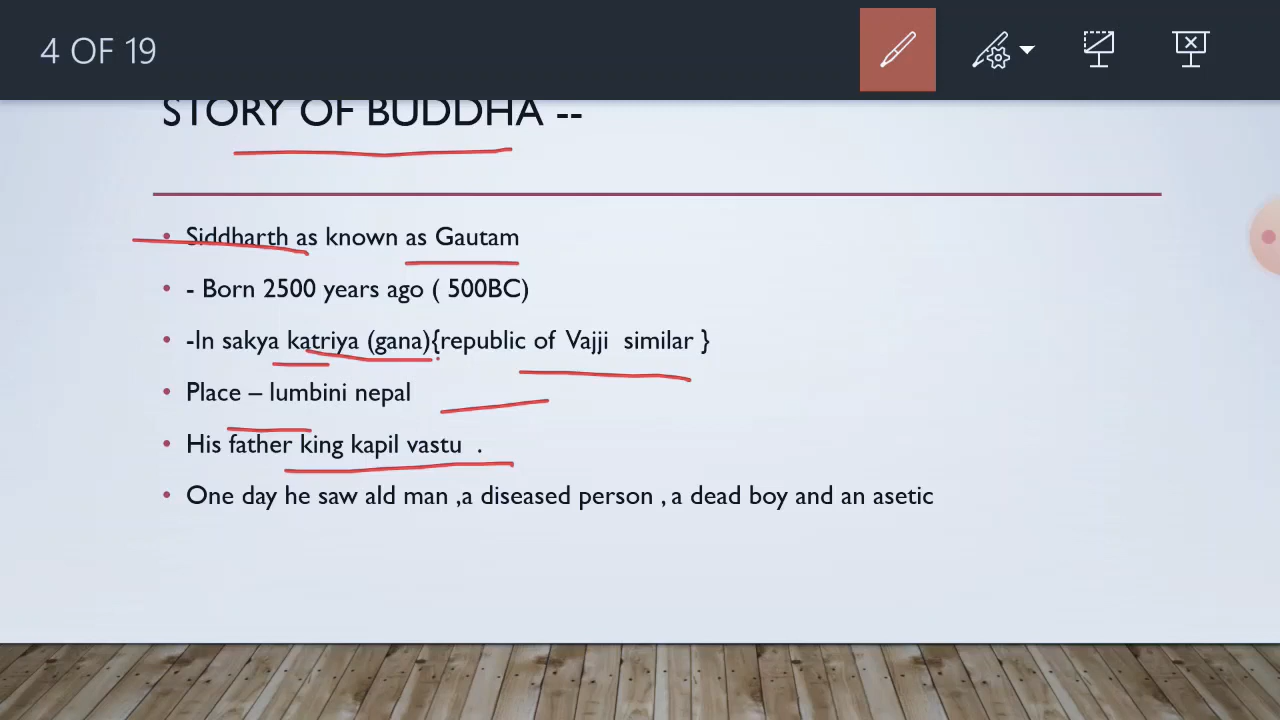 4 OF 19
STORY OF BUDDHA --
• Siddharth as known as Gautam
• - Born 2500 years ago ( 500BC)
• -In sakya katriya (gana){republic of Vajji similar }
• Place – lumbini nepal
• His father king kapil vastu .
• One day he saw ald man ,a diseased person , a dead boy and an asetic